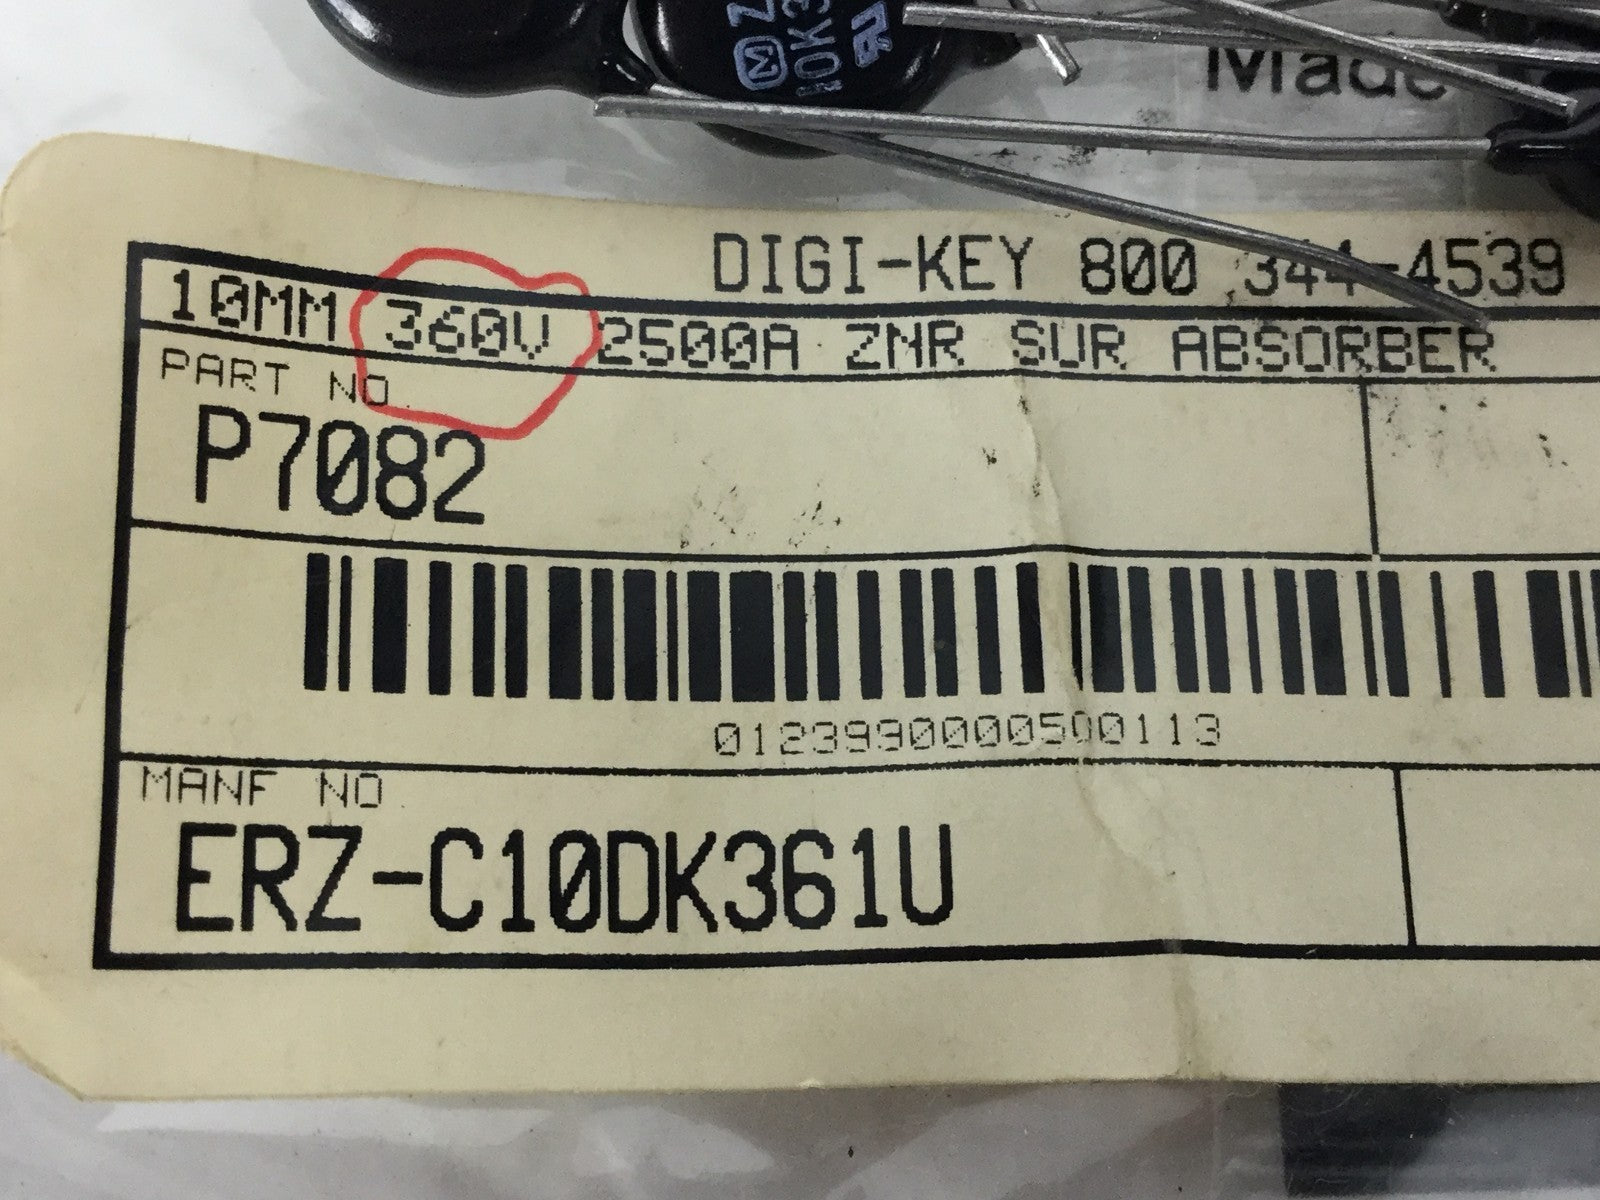 Made
DIGI-KEY 800 344-4539
10MM 360V 2500A ZNR SUR ABSORBER
PART NO
P7082
0123990000500113
MANF NO
ERZ-C10DK361U